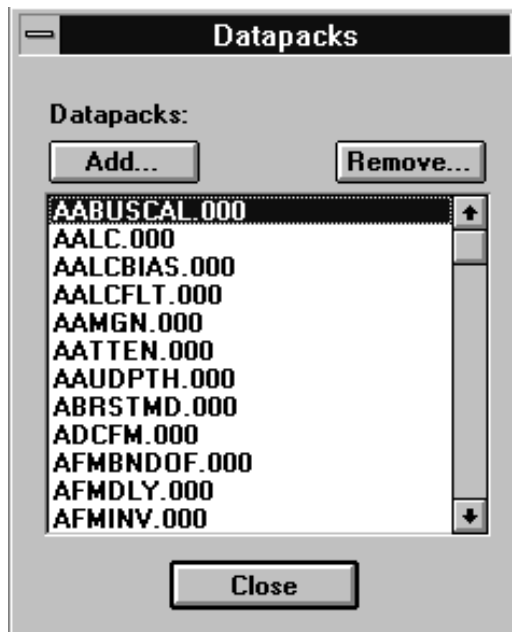 Datapacks
Datapacks:
Add... Remove...
AABUSCAL.000
AALC.000
AALCBIAS.000
AALCFLT.000
AAMGN.000
AATTEN.000
AAUDPTH.000
ABRSTMD.000
ADCFM.000
AFMBNDOF.000
AFMDLY.000
AFMINV.000
Close